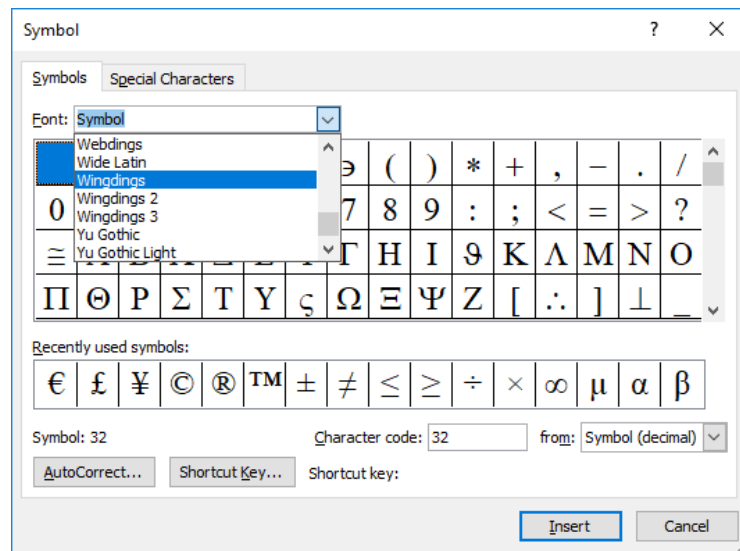 Symbol ? ×
Symbols Special Characters
Font: Symbol
Webdings
Wide Latin
Wingdings
Wingdings 2
Wingdings 3
Yu Gothic
Yu Gothic Light
∍ ( ) * + , − . /
0 7 8 9 : ; < = > ?
≅ Γ Η Ι ϑ Κ Λ Μ Ν Ο
Π Θ Ρ Σ Τ Υ ς Ω Ξ Ψ Ζ [ ∴ ] ⊥ _
Recently used symbols:
€ £ ¥ © ® ™ ± ≠ ≤ ≥ ÷ × ∞ µ α β
Symbol: 32 Character code: 32 from: Symbol (decimal)
AutoCorrect... Shortcut Key... Shortcut key:
Insert Cancel